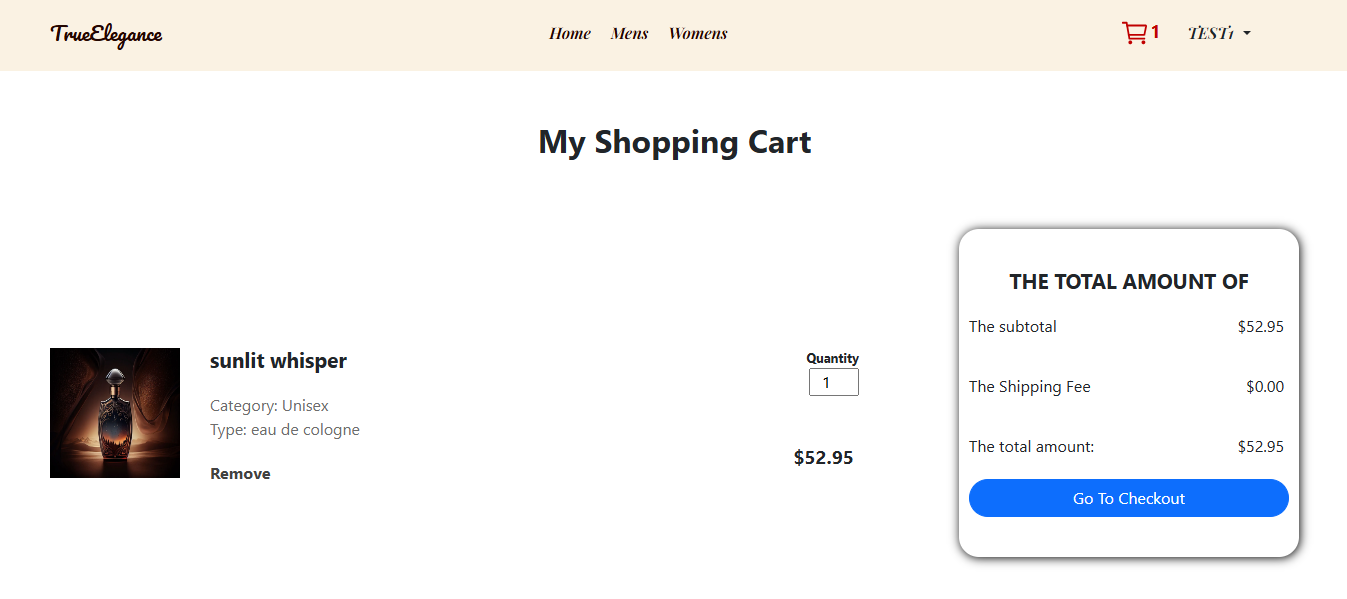 TrueElegance
Home Mens Womens
1
TEST1
My Shopping Cart
sunlit whisper
Category: Unisex
Type: eau de cologne
Remove
Quantity
1
$52.95
THE TOTAL AMOUNT OF
The subtotal $52.95
The Shipping Fee $0.00
The total amount: $52.95
Go To Checkout